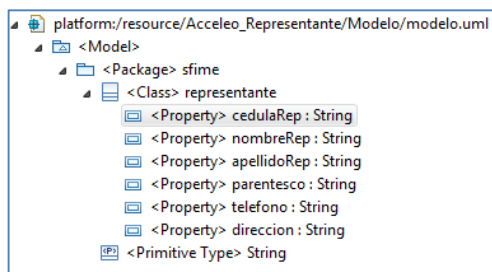 platform:/resource/Acceleo_Representante/Modelo/modelo.uml
<Model>
<Package> sfime
<Class> representante
<Property> cedulaRep : String
<Property> nombreRep : String
<Property> apellidoRep : String
<Property> parentesco : String
<Property> telefono : String
<Property> direccion : String
<Primitive Type> String